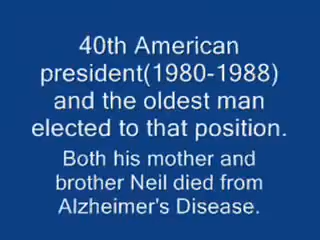 40th American
president(1980-1988)
and the oldest man
elected to that position.
Both his mother and
brother Neil died from
Alzheimer's Disease.